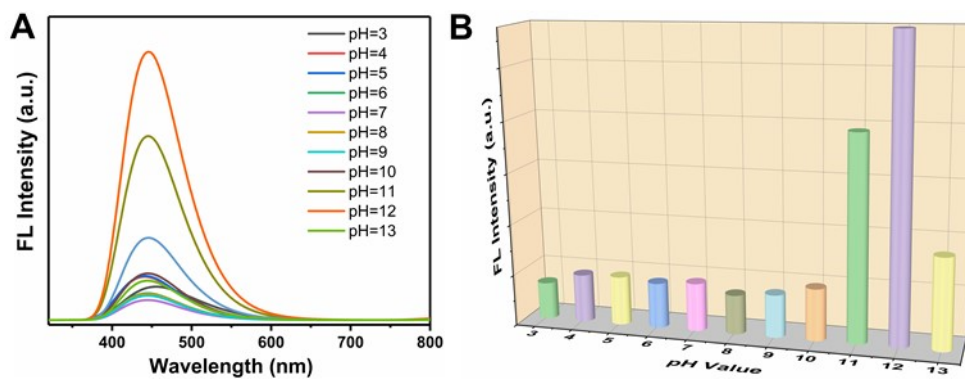 A
FL Intensity (a.u.)
pH=3
pH=4
pH=5
pH=6
pH=7
pH=8
pH=9
pH=10
pH=11
pH=12
pH=13
400 500 600 700 800
Wavelength (nm)
B
FL Intensity (a.u.)
3 4 5 6 7 8 9 10 11 12 13
pH Value